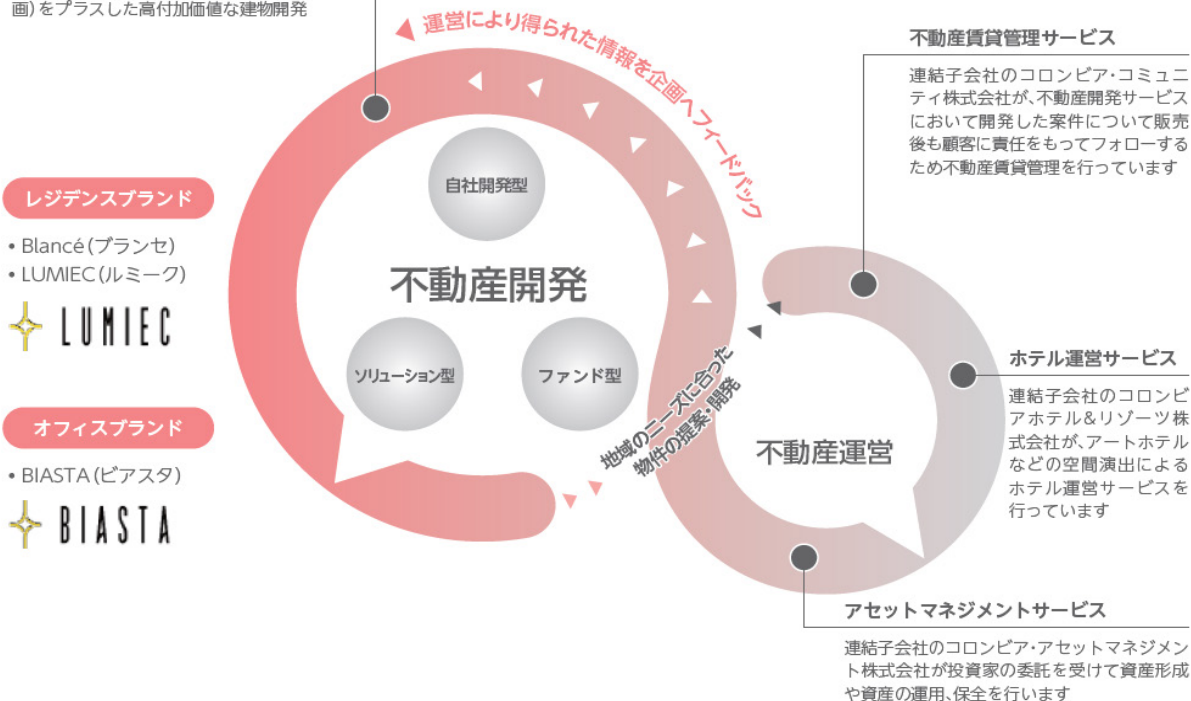 画)をプラスした高付加価値な建物開発
運営により得られた情報を企画へフィードバック
不動産賃貸管理サービス
連結子会社のコロンビア・コミュニ
ティ株式会社が、不動産開発サービス
において開発した案件について販売
後も顧客に責任をもってフォローする
ため不動産賃貸管理を行っています
自社開発型
レジデンスブランド
• Blancé(ブランセ)
• LUMIEC(ルミーク)
LUMIEC
不動産開発
ソリューション型
ファンド型
地域のニーズに合った
物件の提案・開発
ホテル運営サービス
連結子会社のコロンビ
アホテル&リゾーツ株
式会社が、アートホテル
などの空間演出による
ホテル運営サービスを
行っています
オフィスブランド
• BIASTA(ビアスタ)
BIASTA
不動産運営
アセットマネジメントサービス
連結子会社のコロンビア・アセットマネジメン
ト株式会社が投資家の委託を受けて資産形成
や資産の運用、保全を行います